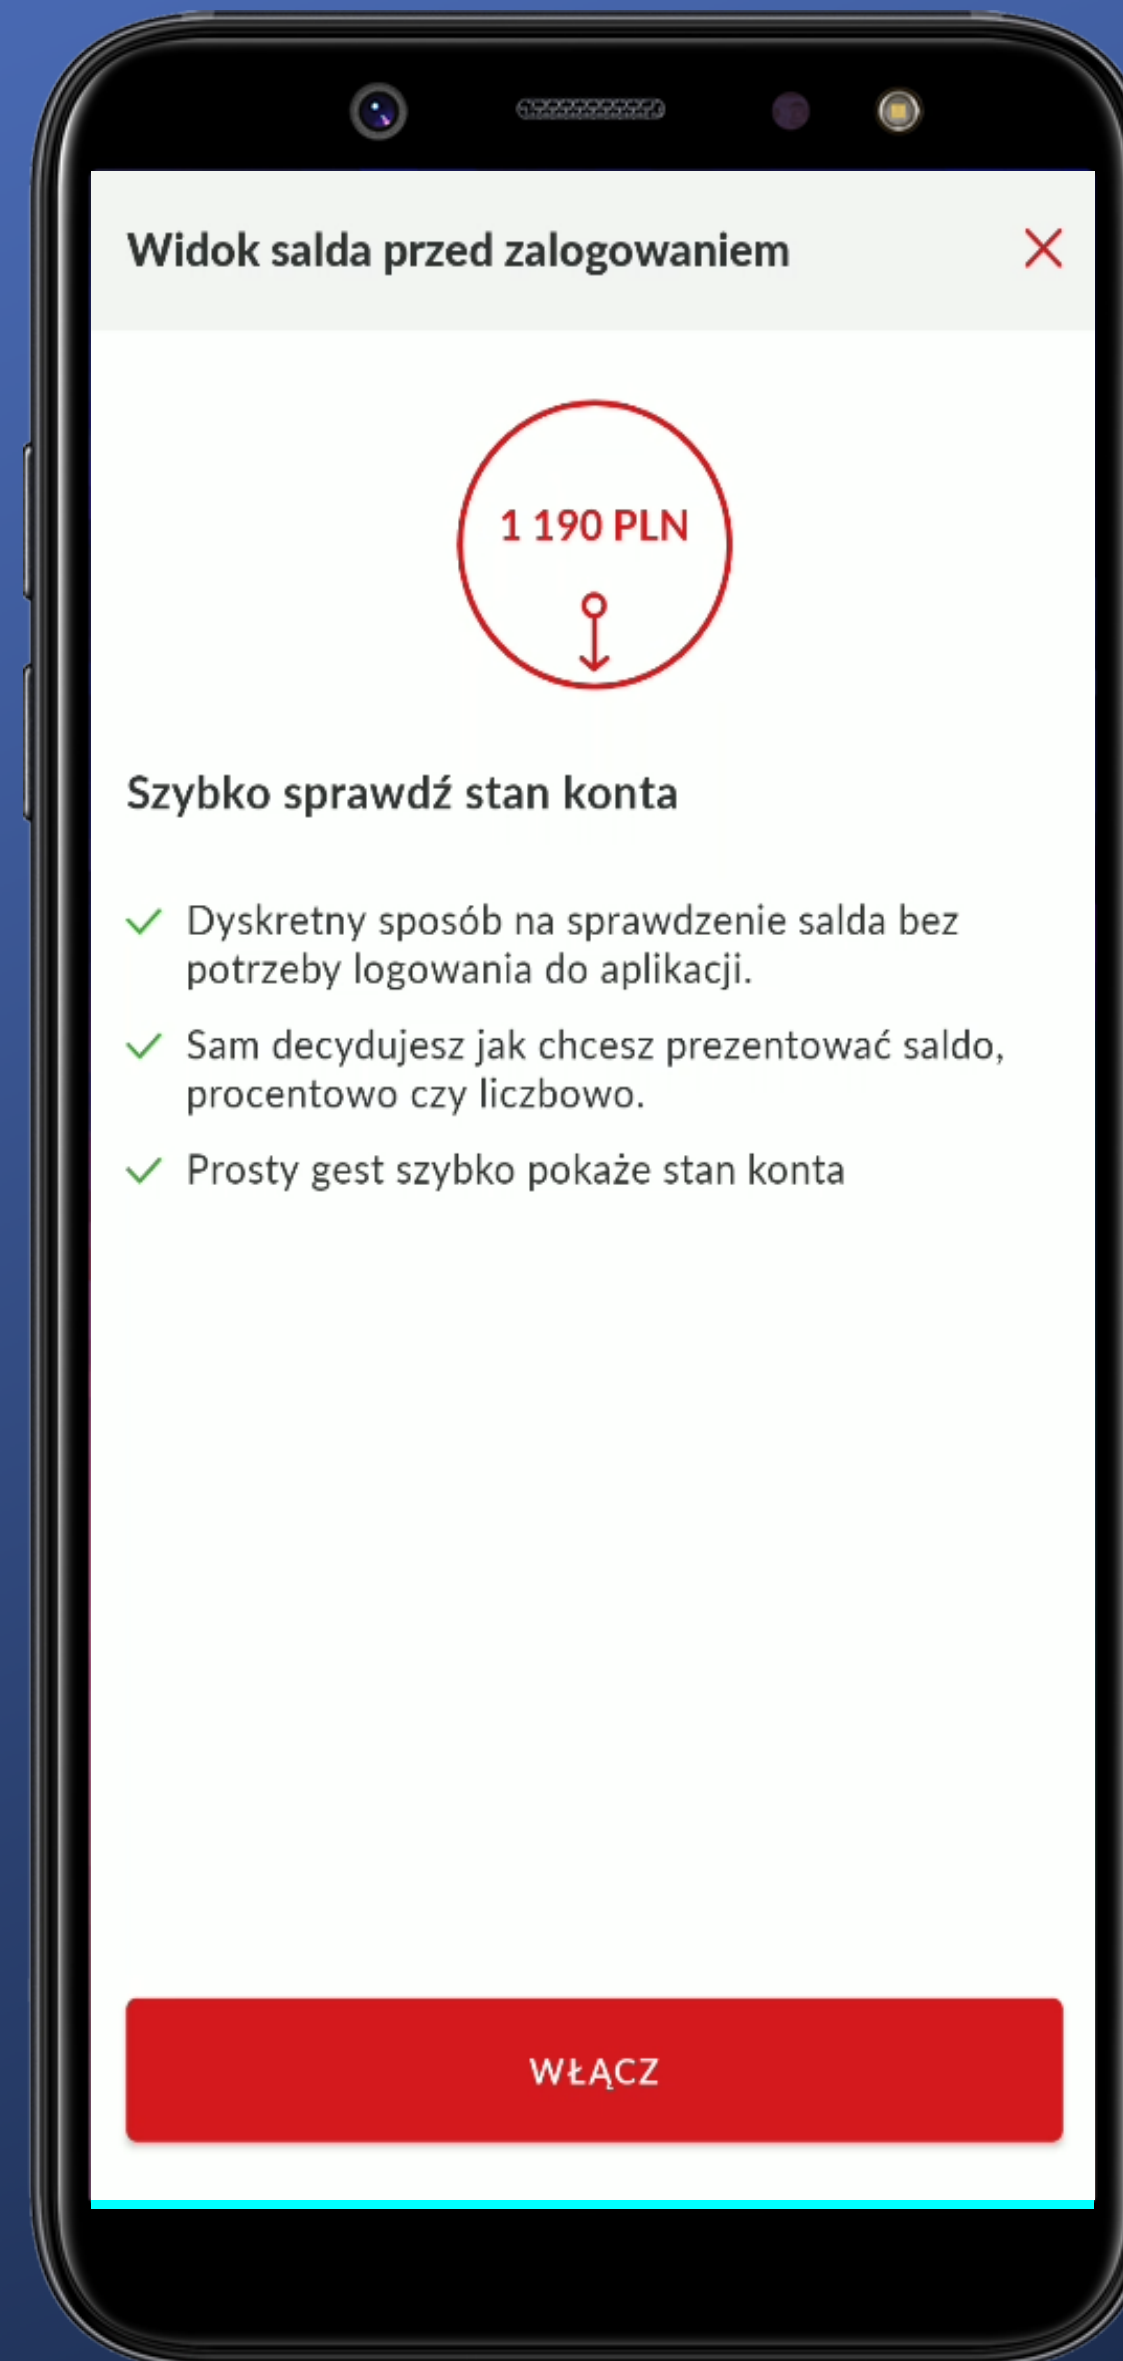 Widok salda przed zalogowaniem
1 190 PLN
Szybko sprawdź stan konta
Dyskretny sposób na sprawdzenie salda bez
potrzeby logowania do aplikacji.
Sam decydujesz jak chcesz prezentować saldo,
procentowo czy liczbowo.
Prosty gest szybko pokaże stan konta
WŁĄCZ